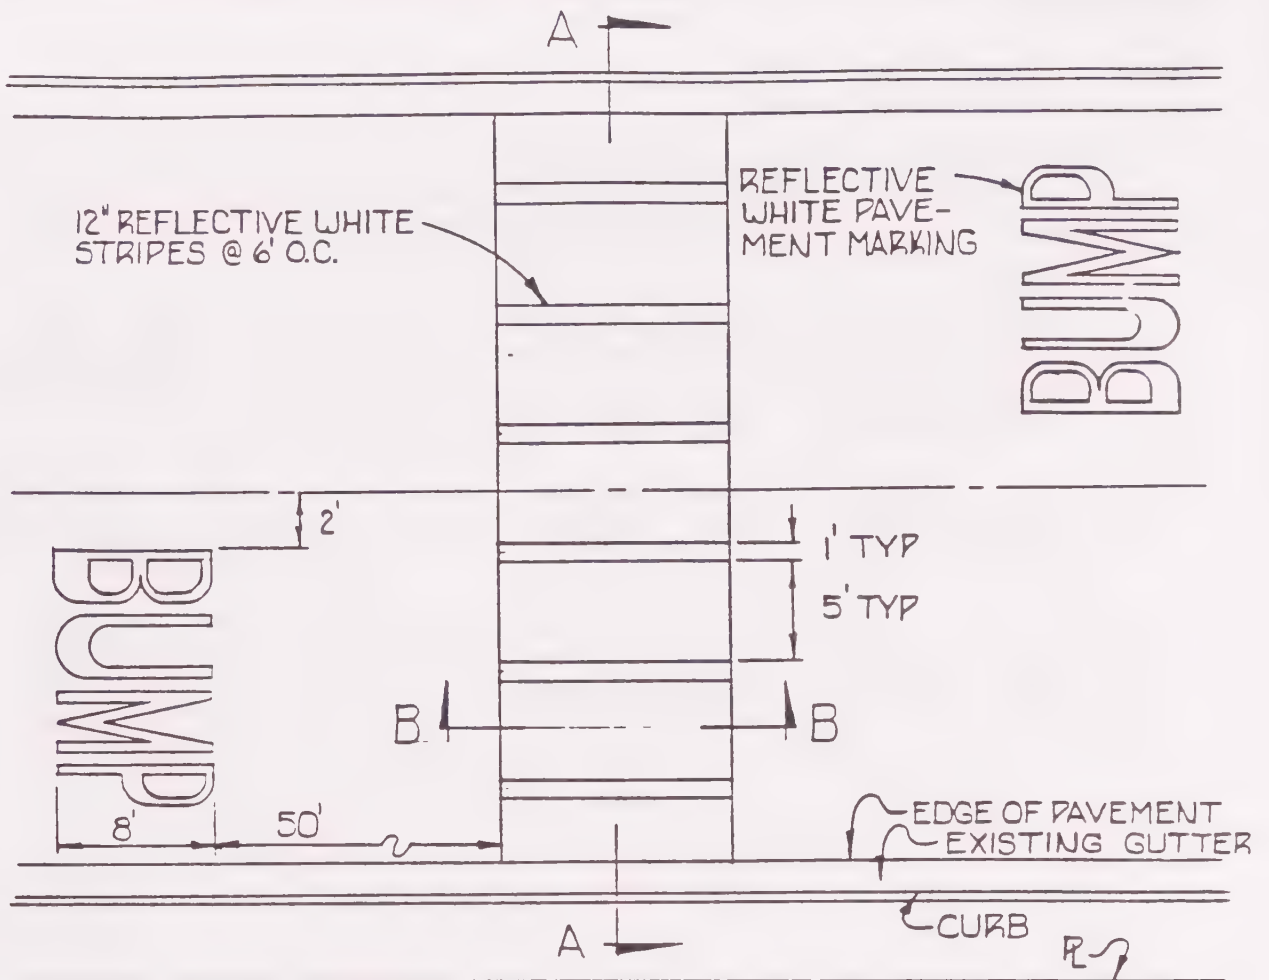 A
12" REFLECTIVE WHITE
STRIPES @ 6' O.C.
REFLECTIVE
WHITE PAVE-
MENT MARKING
BUMP
2'
1' TYP
5' TYP
BUMP
B
B
8'
50'
EDGE OF PAVEMENT
EXISTING GUTTER
CURB
A
PL